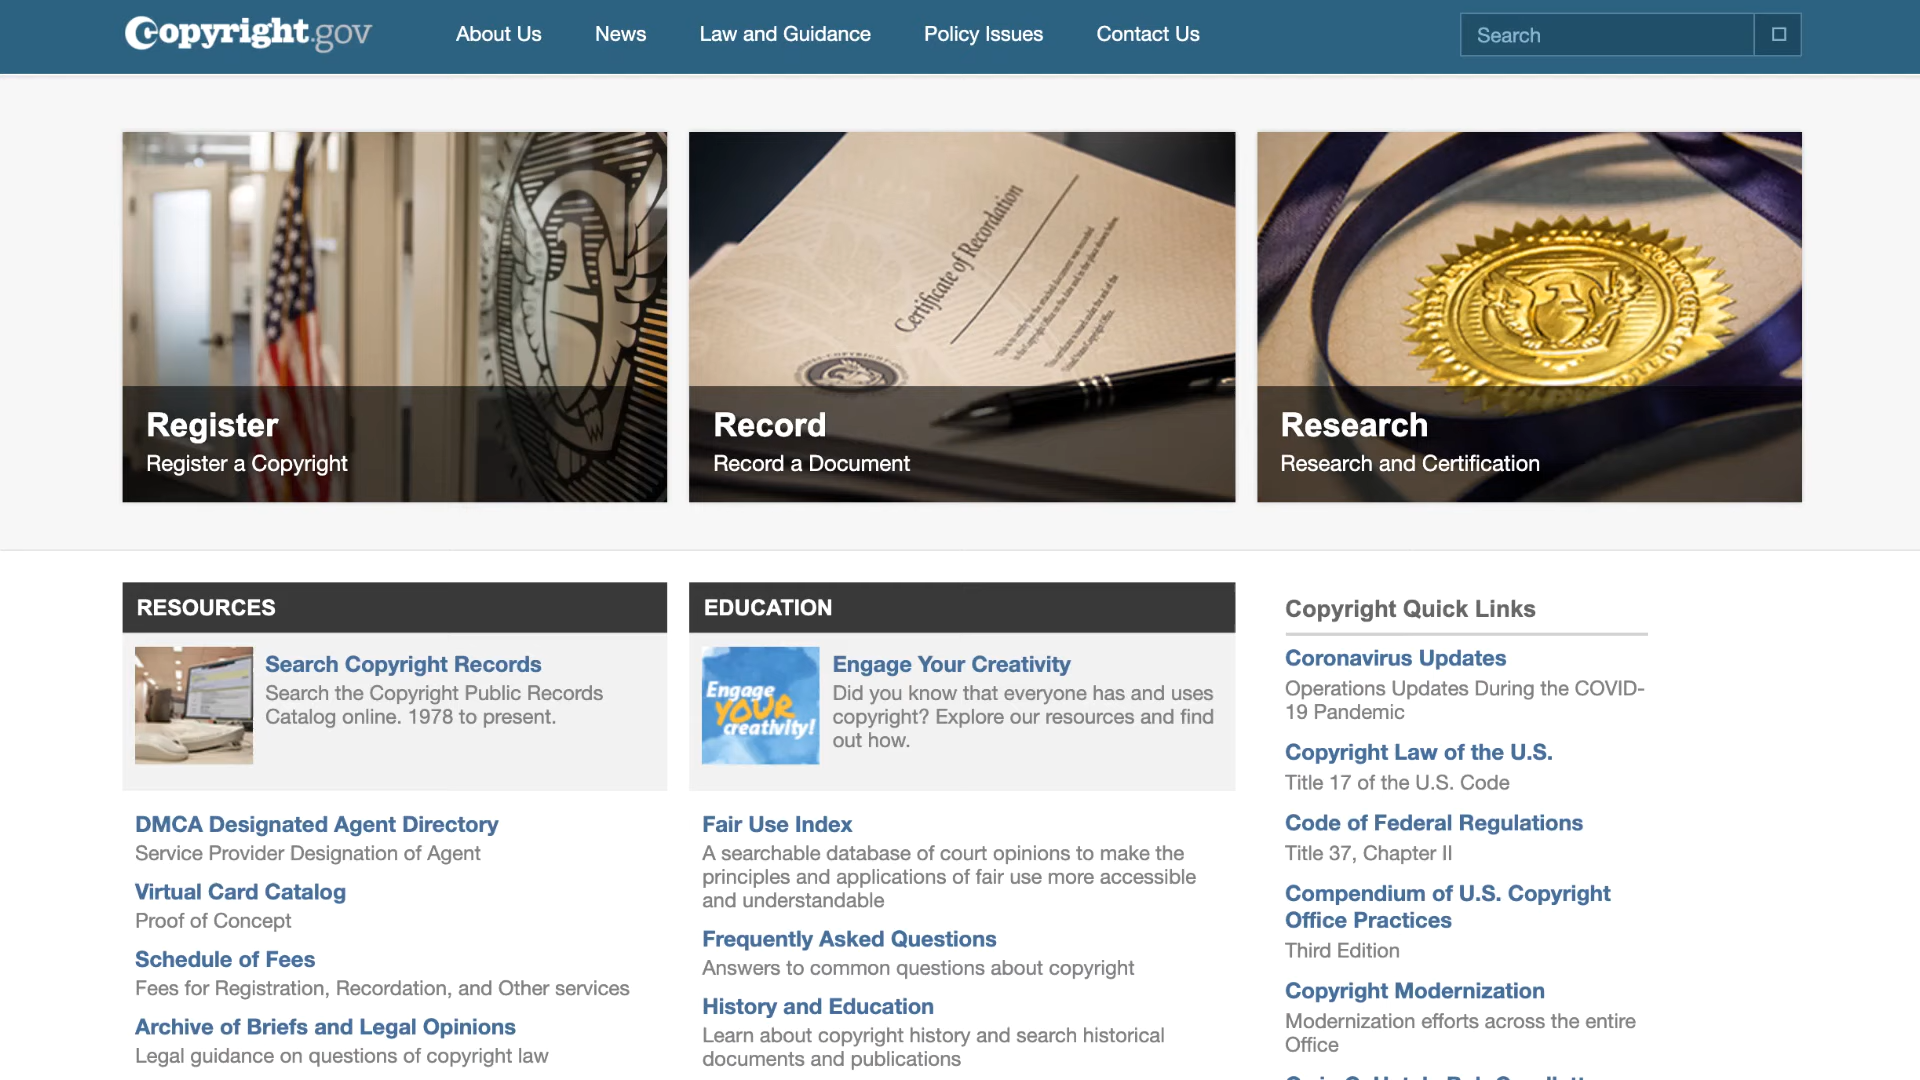 Copyright.gov
About Us
News
Law and Guidance
Policy Issues
Contact Us
Search
Certificate of Recordation
Register
Register a Copyright
Record
Record a Document
Research
Research and Certification
RESOURCES
Search Copyright Records
Search the Copyright Public Records
Catalog online. 1978 to present.
DMCA Designated Agent Directory
Service Provider Designation of Agent
Virtual Card Catalog
Proof of Concept
Schedule of Fees
Fees for Registration, Recordation, and Other services
Archive of Briefs and Legal Opinions
Legal guidance on questions of copyright law
EDUCATION
Engage
YOUR
creativity!
Engage Your Creativity
Did you know that everyone has and uses
copyright? Explore our resources and find
out how.
Fair Use Index
A searchable database of court opinions to make the
principles and applications of fair use more accessible
and understandable
Frequently Asked Questions
Answers to common questions about copyright
History and Education
Learn about copyright history and search historical
documents and publications
Copyright Quick Links
Coronavirus Updates
Operations Updates During the COVID-
19 Pandemic
Copyright Law of the U.S.
Title 17 of the U.S. Code
Code of Federal Regulations
Title 37, Chapter II
Compendium of U.S. Copyright
Office Practices
Third Edition
Copyright Modernization
Modernization efforts across the entire
Office